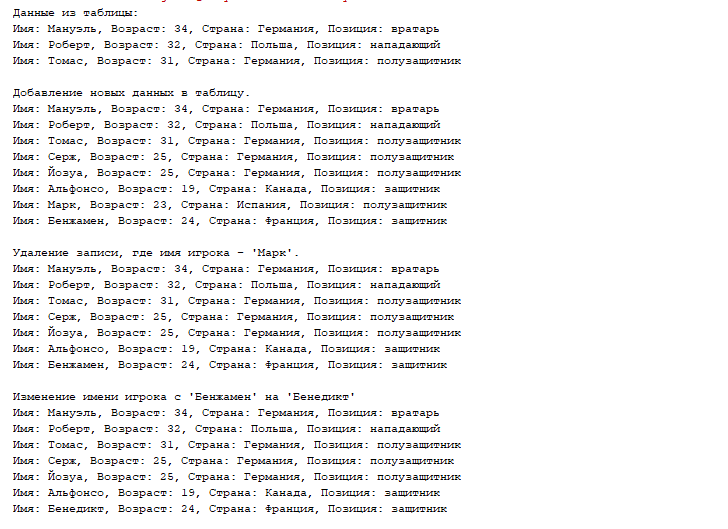 Данные из таблицы:
Имя: Мануэль, Возраст: 34, Страна: Германия, Позиция: вратарь
Имя: Роберт, Возраст: 32, Страна: Польша, Позиция: нападающий
Имя: Томас, Возраст: 31, Страна: Германия, Позиция: полузащитник
Добавление новых данных в таблицу.
Имя: Мануэль, Возраст: 34, Страна: Германия, Позиция: вратарь
Имя: Роберт, Возраст: 32, Страна: Польша, Позиция: нападающий
Имя: Томас, Возраст: 31, Страна: Германия, Позиция: полузащитник
Имя: Серж, Возраст: 25, Страна: Германия, Позиция: полузащитник
Имя: Йозуа, Возраст: 25, Страна: Германия, Позиция: полузащитник
Имя: Альфонсо, Возраст: 19, Страна: Канада, Позиция: защитник
Имя: Марк, Возраст: 23, Страна: Испания, Позиция: полузащитник
Имя: Бенжамен, Возраст: 24, Страна: Франция, Позиция: защитник
Удаление записи, где имя игрока - 'Марк'.
Имя: Мануэль, Возраст: 34, Страна: Германия, Позиция: вратарь
Имя: Роберт, Возраст: 32, Страна: Польша, Позиция: нападающий
Имя: Томас, Возраст: 31, Страна: Германия, Позиция: полузащитник
Имя: Серж, Возраст: 25, Страна: Германия, Позиция: полузащитник
Имя: Йозуа, Возраст: 25, Страна: Германия, Позиция: полузащитник
Имя: Альфонсо, Возраст: 19, Страна: Канада, Позиция: защитник
Имя: Бенжамен, Возраст: 24, Страна: Франция, Позиция: защитник
Изменение имени игрока с 'Бенжамен' на 'Бенедикт'
Имя: Мануэль, Возраст: 34, Страна: Германия, Позиция: вратарь
Имя: Роберт, Возраст: 32, Страна: Польша, Позиция: нападающий
Имя: Томас, Возраст: 31, Страна: Германия, Позиция: полузащитник
Имя: Серж, Возраст: 25, Страна: Германия, Позиция: полузащитник
Имя: Йозуа, Возраст: 25, Страна: Германия, Позиция: полузащитник
Имя: Альфонсо, Возраст: 19, Страна: Канада, Позиция: защитник
Имя: Бенедикт, Возраст: 24, Страна: Франция, Позиция: защитник